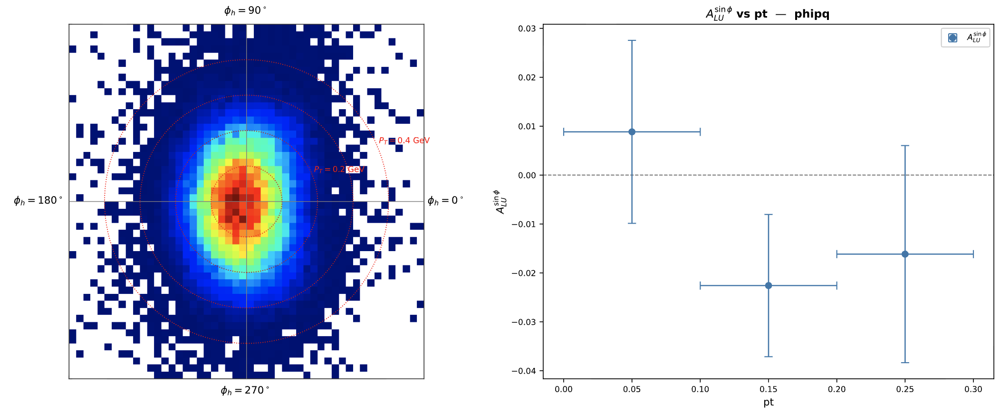 ϕh = 90°
ϕh = 180°
ϕh = 0°
ϕh = 270°
PT = 0.4 GeV
PT = 0.2 GeV
A_LU^sin ϕ vs pt — phipq
A_LU^sin ϕ
0.03
0.02
0.01
0.00
−0.01
−0.02
−0.03
−0.04
A_LU^sin ϕ
0.00 0.05 0.10 0.15 0.20 0.25 0.30
pt